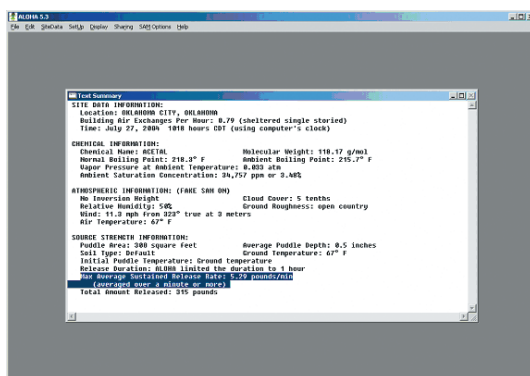 ALOHA 5.3
File Edit SiteData SetUp Display Sharing SAM Options Help
Text Summary
SITE DATA INFORMATION:
Location: OKLAHOMA CITY, OKLAHOMA
Building Air Exchanges Per Hour: 0.79 (sheltered single storied)
Time: July 27, 2004 1018 hours CDT (using computer's clock)
CHEMICAL INFORMATION:
Chemical Name: ACETAL Molecular Weight: 118.17 g/mol
Normal Boiling Point: 218.3° F Ambient Boiling Point: 215.7° F
Vapor Pressure at Ambient Temperature: 0.033 atm
Ambient Saturation Concentration: 34,757 ppm or 3.48%
ATMOSPHERIC INFORMATION: (FAKE SAM ON)
No Inversion Height Cloud Cover: 5 tenths
Relative Humidity: 50% Ground Roughness: open country
Wind: 11.3 mph from 323° true at 3 meters
Air Temperature: 67° F
SOURCE STRENGTH INFORMATION:
Puddle Area: 300 square feet Average Puddle Depth: 0.5 inches
Soil Type: Default Ground Temperature: 67° F
Initial Puddle Temperature: Ground temperature
Release Duration: ALOHA limited the duration to 1 hour
Max Average Sustained Release Rate: 5.29 pounds/min
(averaged over a minute or more)
Total Amount Released: 315 pounds